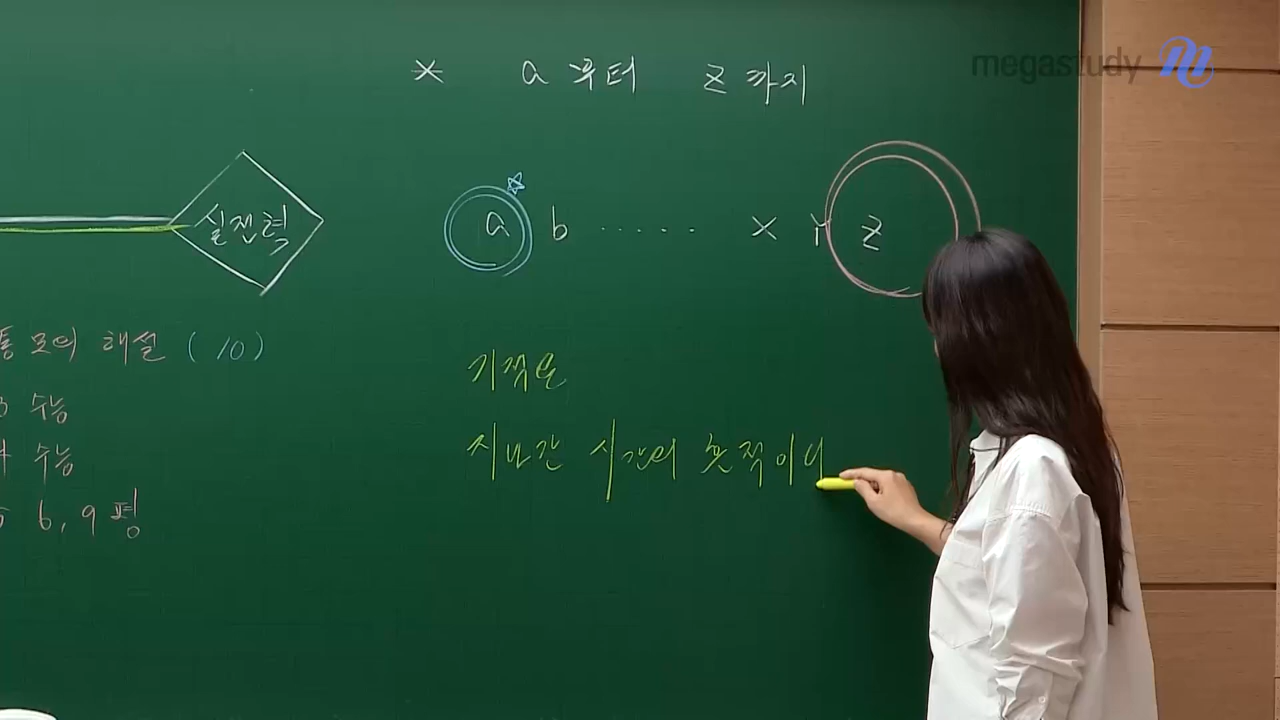 megastudy
* a 부터 z 까지
실전력
a b ····· X Y Z
통 모의 해설 (10)
수능
수능
6, 9 평
기적은
지나간 시간의 흔적이